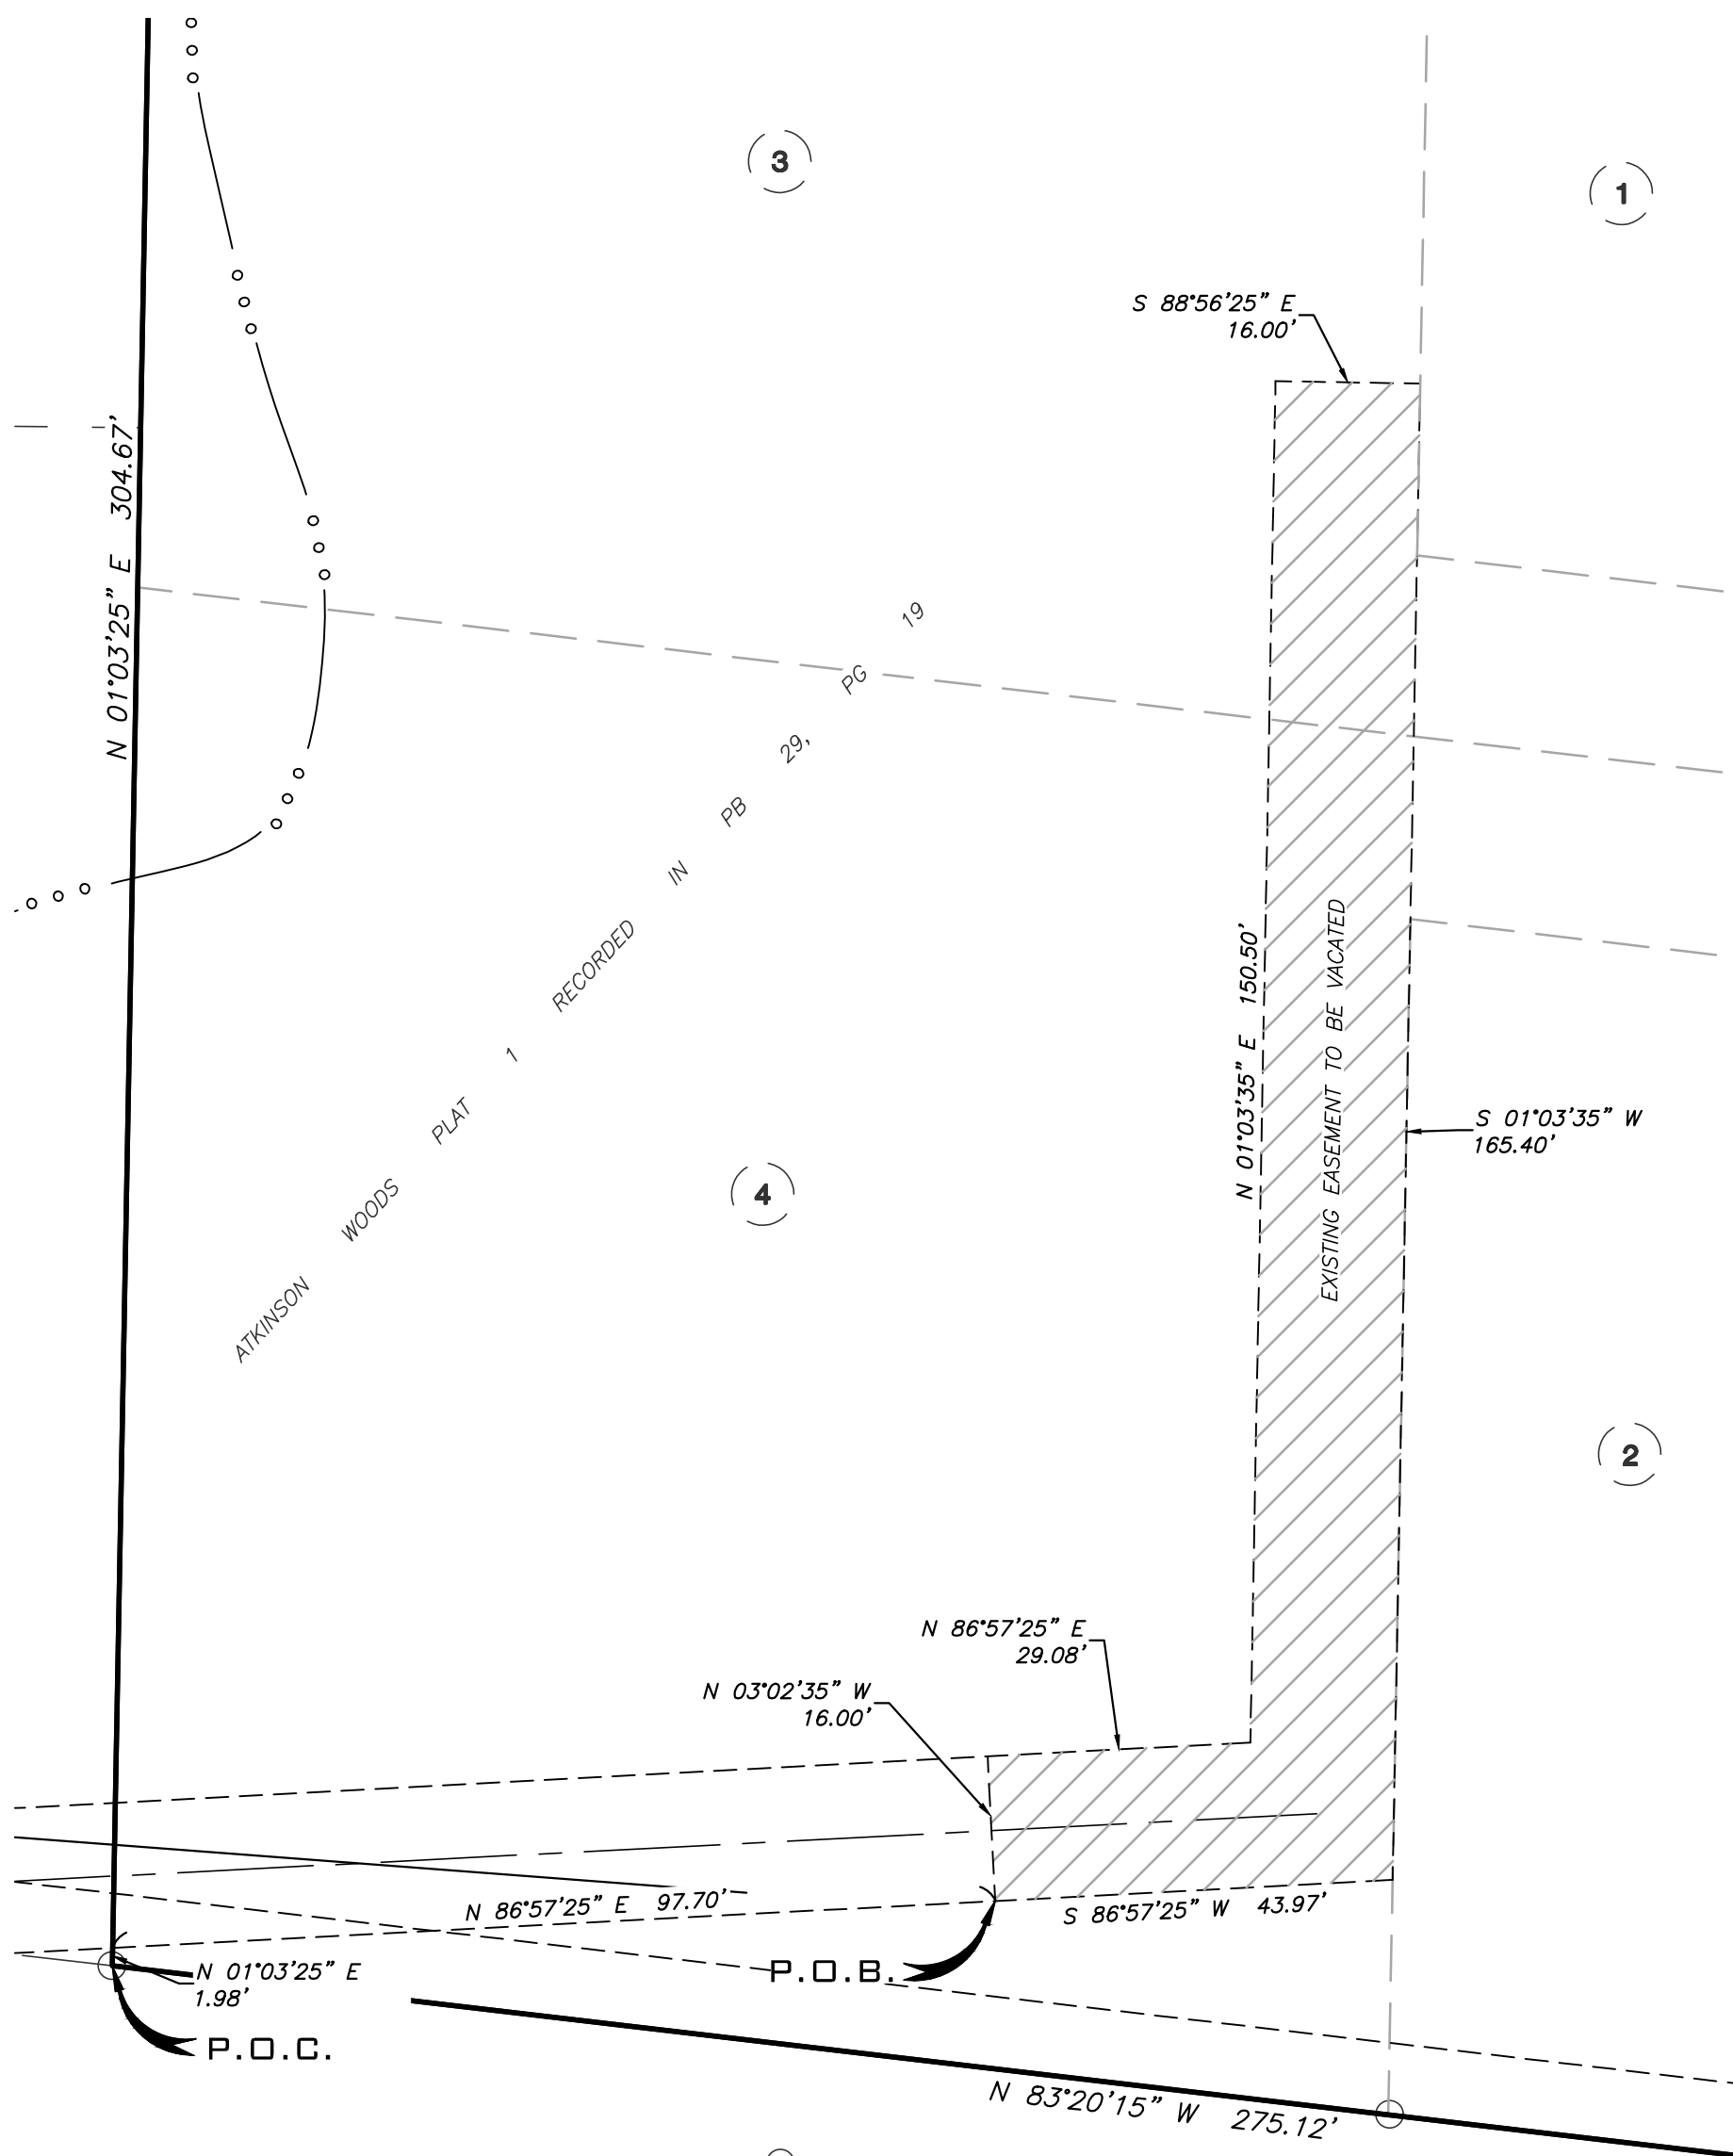 3
1
S 88°56'25" E
16.00'
N 01°03'25" E 304.67'
ATKINSON WOODS PLAT 1 RECORDED IN PB 29, PG 19
N 01°03'35" E 150.50'
EXISTING EASEMENT TO BE VACATED
S 01°03'35" W
165.40'
4
2
N 86°57'25" E
29.08'
N 03°02'35" W
16.00'
N 86°57'25" E 97.70'
S 86°57'25" W 43.97'
P.O.B.
N 01°03'25" E
1.98'
P.O.C.
N 83°20'15" W 275.12'